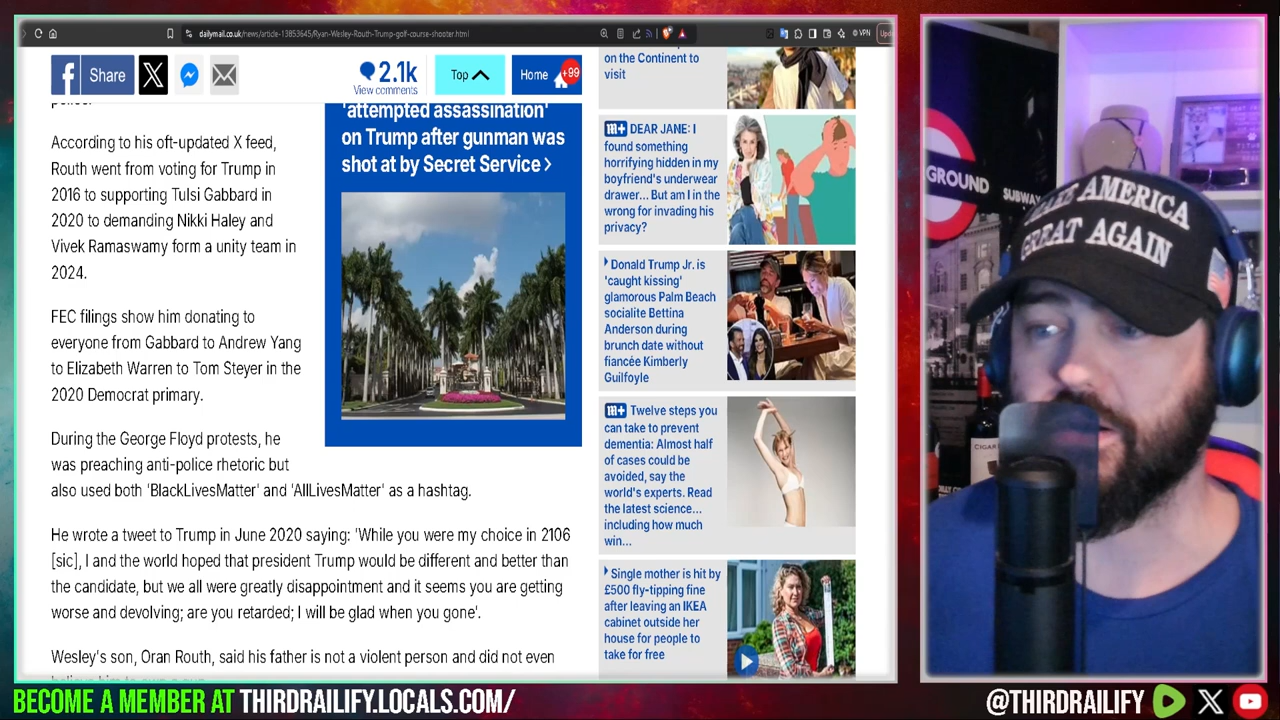 dailymail.co.uk/news/article-13853645/Ryan-Wesley-Routh-Trump-golf-course-shooter.html
VPN
Share
2.1k
View comments
Top
Home
+99
According to his oft-updated X feed,
Routh went from voting for Trump in
2016 to supporting Tulsi Gabbard in
2020 to demanding Nikki Haley and
Vivek Ramaswamy form a unity team in
2024.
FEC filings show him donating to
everyone from Gabbard to Andrew Yang
to Elizabeth Warren to Tom Steyer in the
2020 Democrat primary.
During the George Floyd protests, he
was preaching anti-police rhetoric but
also used both 'BlackLivesMatter' and 'AllLivesMatter' as a hashtag.
He wrote a tweet to Trump in June 2020 saying: 'While you were my choice in 2106
[sic], I and the world hoped that president Trump would be different and better than
the candidate, but we all were greatly disappointment and it seems you are getting
worse and devolving; are you retarded; I will be glad when you gone'.
Wesley's son, Oran Routh, said his father is not a violent person and did not even
'attempted assassination'
on Trump after gunman was
shot at by Secret Service >
on the Continent to
visit
m+ DEAR JANE: I
found something
horrifying hidden in my
boyfriend's underwear
drawer... But am I in the
wrong for invading his
privacy?
Donald Trump Jr. is
'caught kissing'
glamorous Palm Beach
socialite Bettina
Anderson during
brunch date without
fiancée Kimberly
Guilfoyle
m+ Twelve steps you
can take to prevent
dementia: Almost half
of cases could be
avoided, say the
world's experts. Read
the latest science...
including how much
win...
Single mother is hit by
£500 fly-tipping fine
after leaving an IKEA
cabinet outside her
house for people to
take for free
GROUND
SUBWAY
MAKE AMERICA
GREAT AGAIN
CIGAR
BECOME A MEMBER AT THIRDRAILIFY.LOCALS.COM/
@THIRDRAILIFY